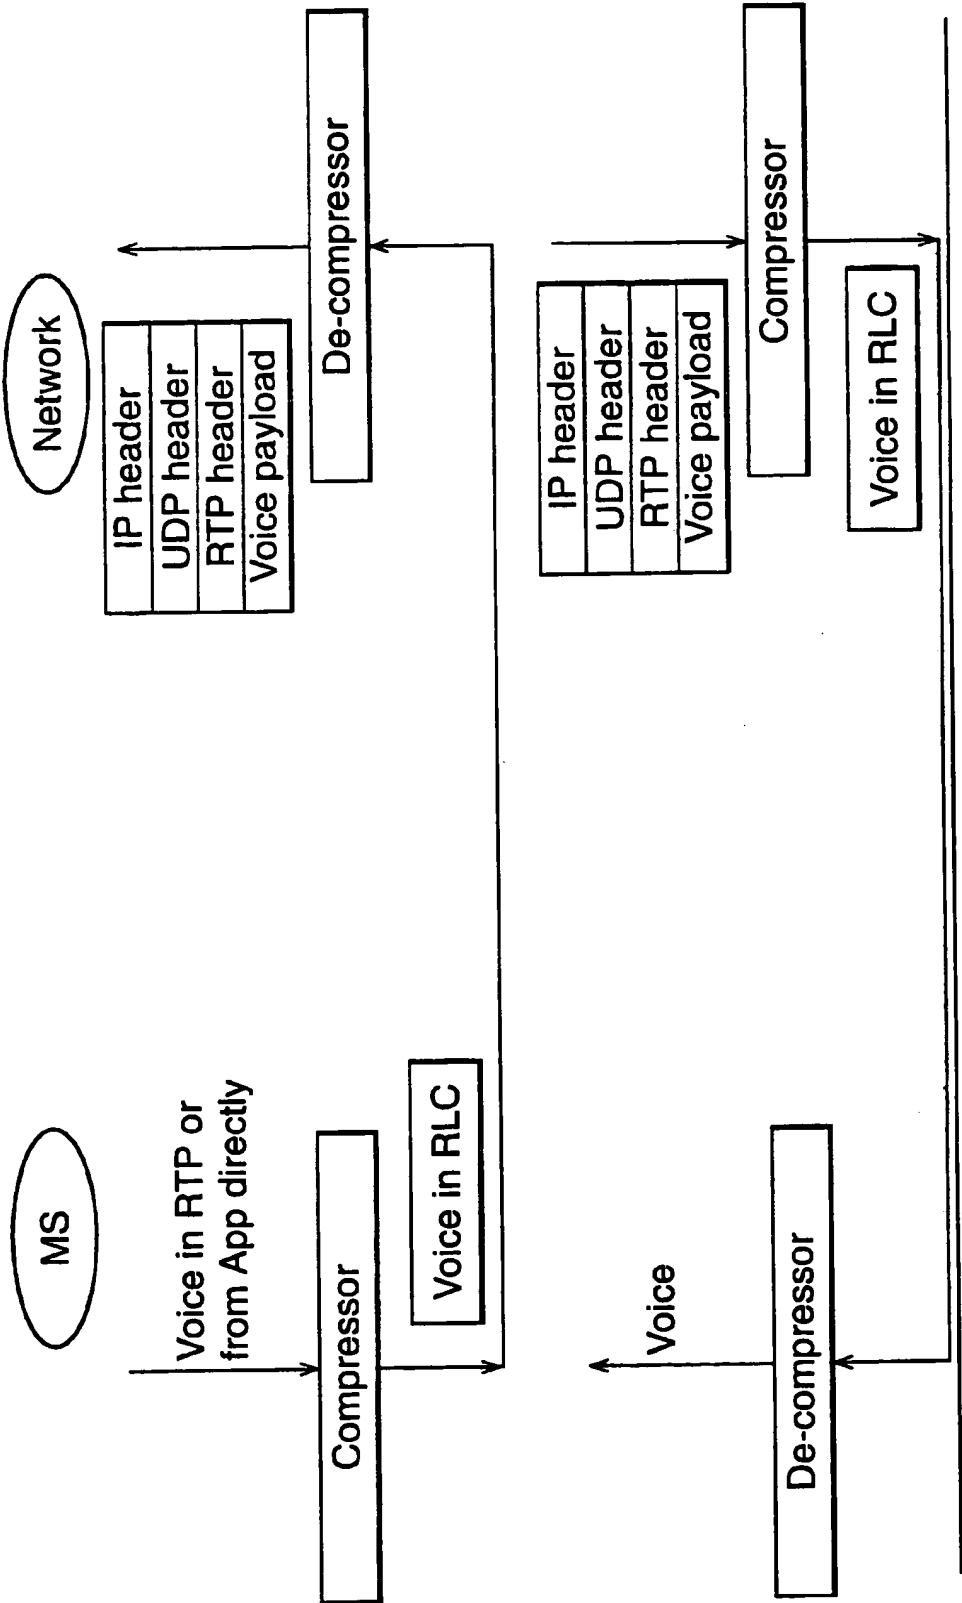 MS
Network
Voice in RTP or
from App directly
IP header
UDP header
RTP header
Voice payload
Compressor
De-compressor
Voice in RLC
Voice
IP header
UDP header
RTP header
Voice payload
De-compressor
Compressor
Voice in RLC